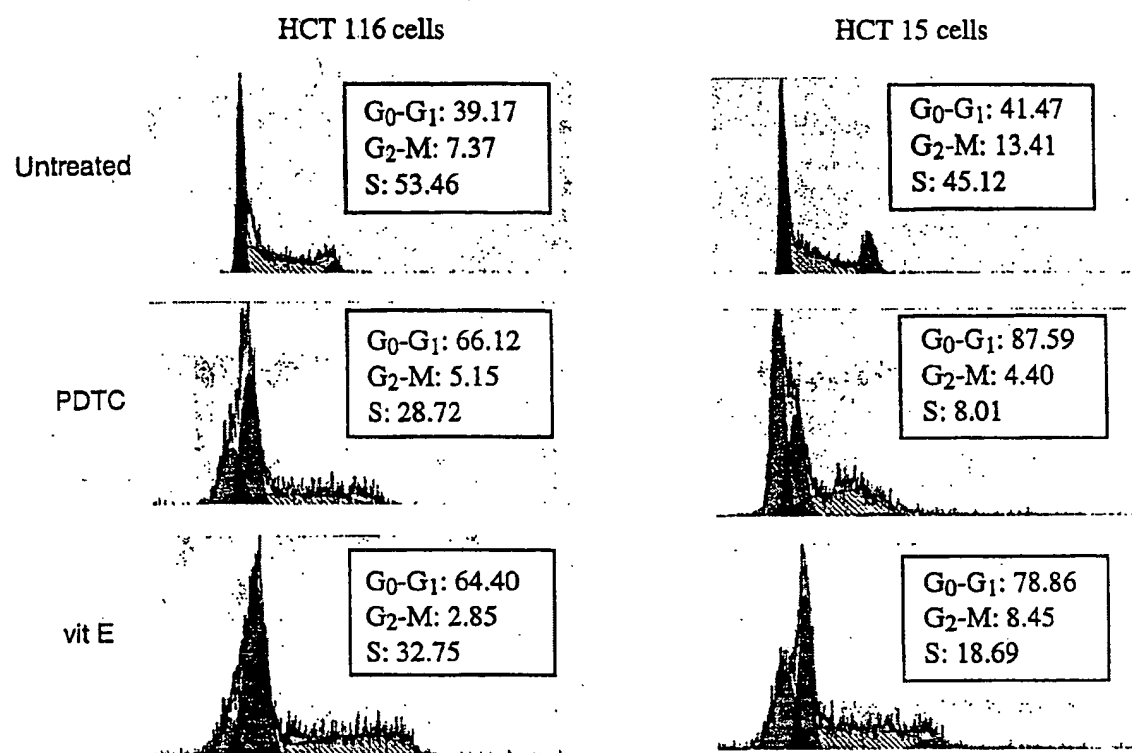 HCT 116 cells
HCT 15 cells
Untreated
G0-G1: 39.17
G2-M: 7.37
S: 53.46
G0-G1: 41.47
G2-M: 13.41
S: 45.12
PDTC
G0-G1: 66.12
G2-M: 5.15
S: 28.72
G0-G1: 87.59
G2-M: 4.40
S: 8.01
vit E
G0-G1: 64.40
G2-M: 2.85
S: 32.75
G0-G1: 78.86
G2-M: 8.45
S: 18.69